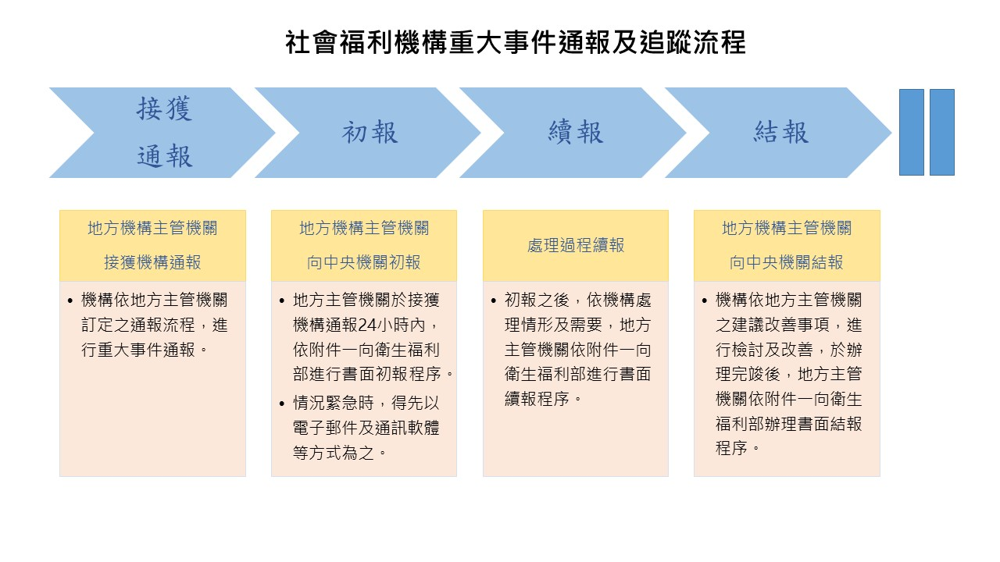 社會福利機構重大事件通報及追蹤流程
接獲
通報
初報
續報
結報
地方機構主管機關
接獲機構通報
• 機構依地方主管機關
訂定之通報流程，進
行重大事件通報。
地方機構主管機關
向中央機關初報
• 地方主管機關於接獲
機構通報24小時內，
依附件一向衛生福利
部進行書面初報程序。
• 情況緊急時，得先以
電子郵件及通訊軟體
等方式為之。
處理過程續報
• 初報之後，依機構處
理情形及需要，地方
主管機關依附件一向
衛生福利部進行書面
續報程序。
地方機構主管機關
向中央機關結報
• 機構依地方主管機關
之建議改善事項，進
行檢討及改善，於辦
理完竣後，地方主管
機關依附件一向衛生
福利部辦理書面結報
程序。